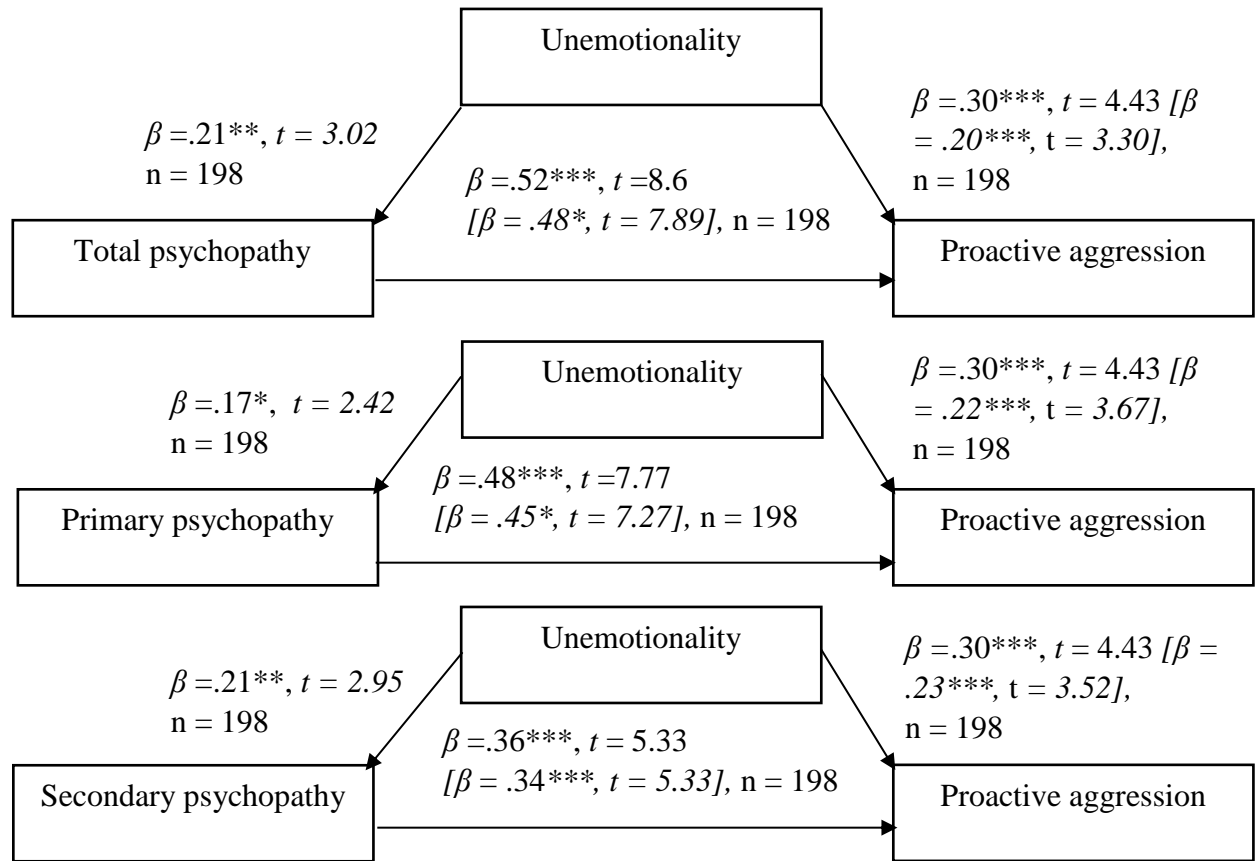 Unemotionality
β =.21**, t = 3.02
n = 198
β =.30***, t = 4.43 [β
= .20***, t = 3.30],
n = 198
β =.52***, t =8.6
[β = .48*, t = 7.89], n = 198
Total psychopathy
Proactive aggression
Unemotionality
β =.17*, t = 2.42
n = 198
β =.30***, t = 4.43 [β
= .22***, t = 3.67],
n = 198
β =.48***, t =7.77
[β = .45*, t = 7.27], n = 198
Primary psychopathy
Proactive aggression
Unemotionality
β =.21**, t = 2.95
n = 198
β =.30***, t = 4.43 [β =
.23***, t = 3.52],
n = 198
β =.36***, t = 5.33
[β = .34***, t = 5.33], n = 198
Secondary psychopathy
Proactive aggression